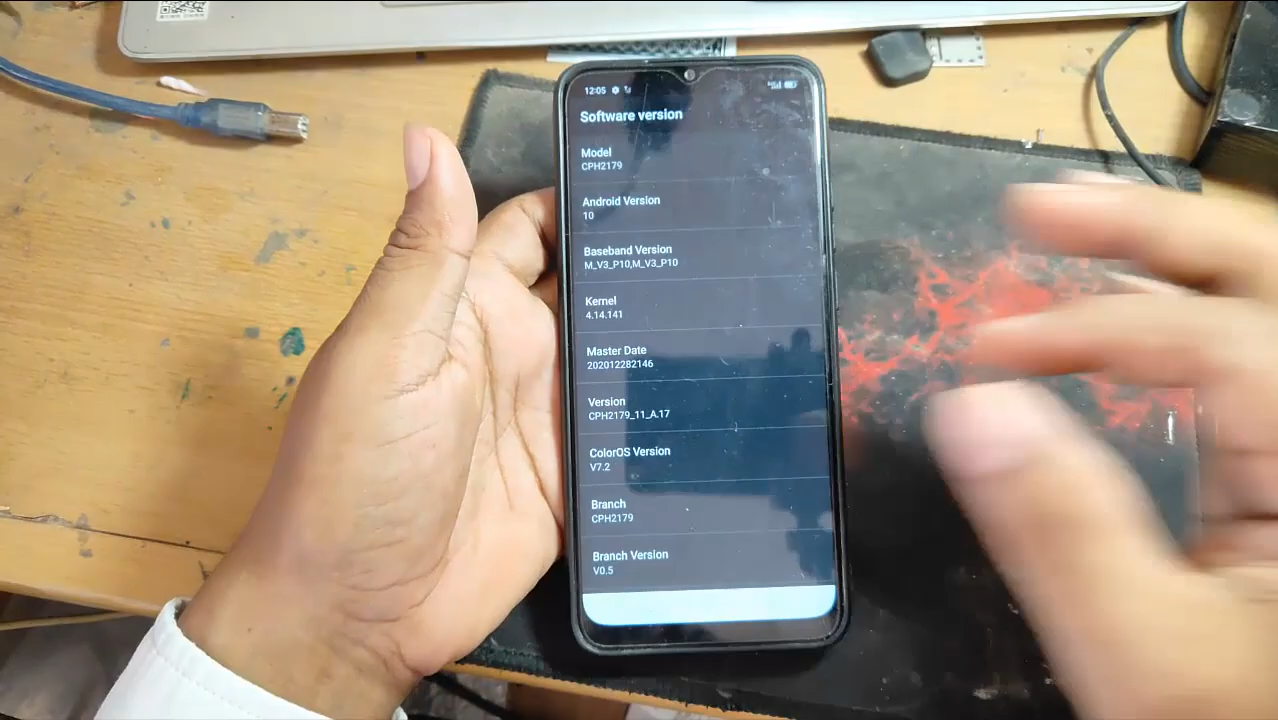 12:05
Software version
Model
CPH2179
Android Version
10
Baseband Version
M_V3_P10,M_V3_P10
Kernel
4.14.141
Master Date
202012282146
Version
CPH2179_11_A.17
ColorOS Version
V7.2
Branch
CPH2179
Branch Version
V0.5